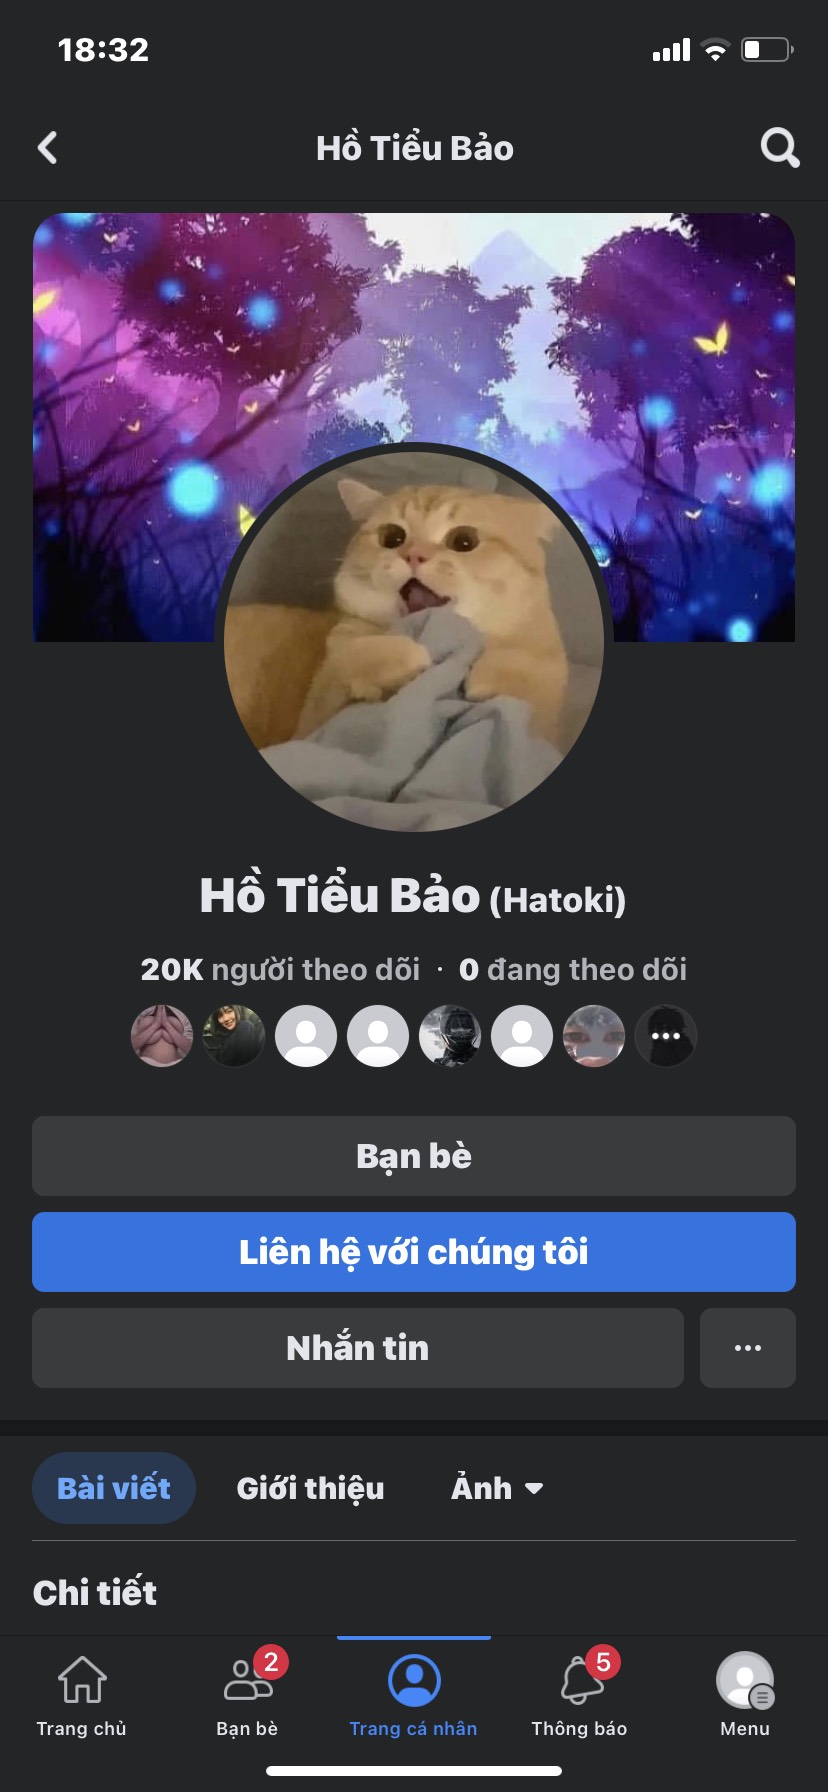 18:32
Hồ Tiểu Bảo
Hồ Tiểu Bảo (Hatoki)
20K người theo dõi · 0 đang theo dõi
Bạn bè
Liên hệ với chúng tôi
Nhắn tin
Bài viết Giới thiệu Ảnh
Chi tiết
2 5
Trang chủ Bạn bè Trang cá nhân Thông báo Menu